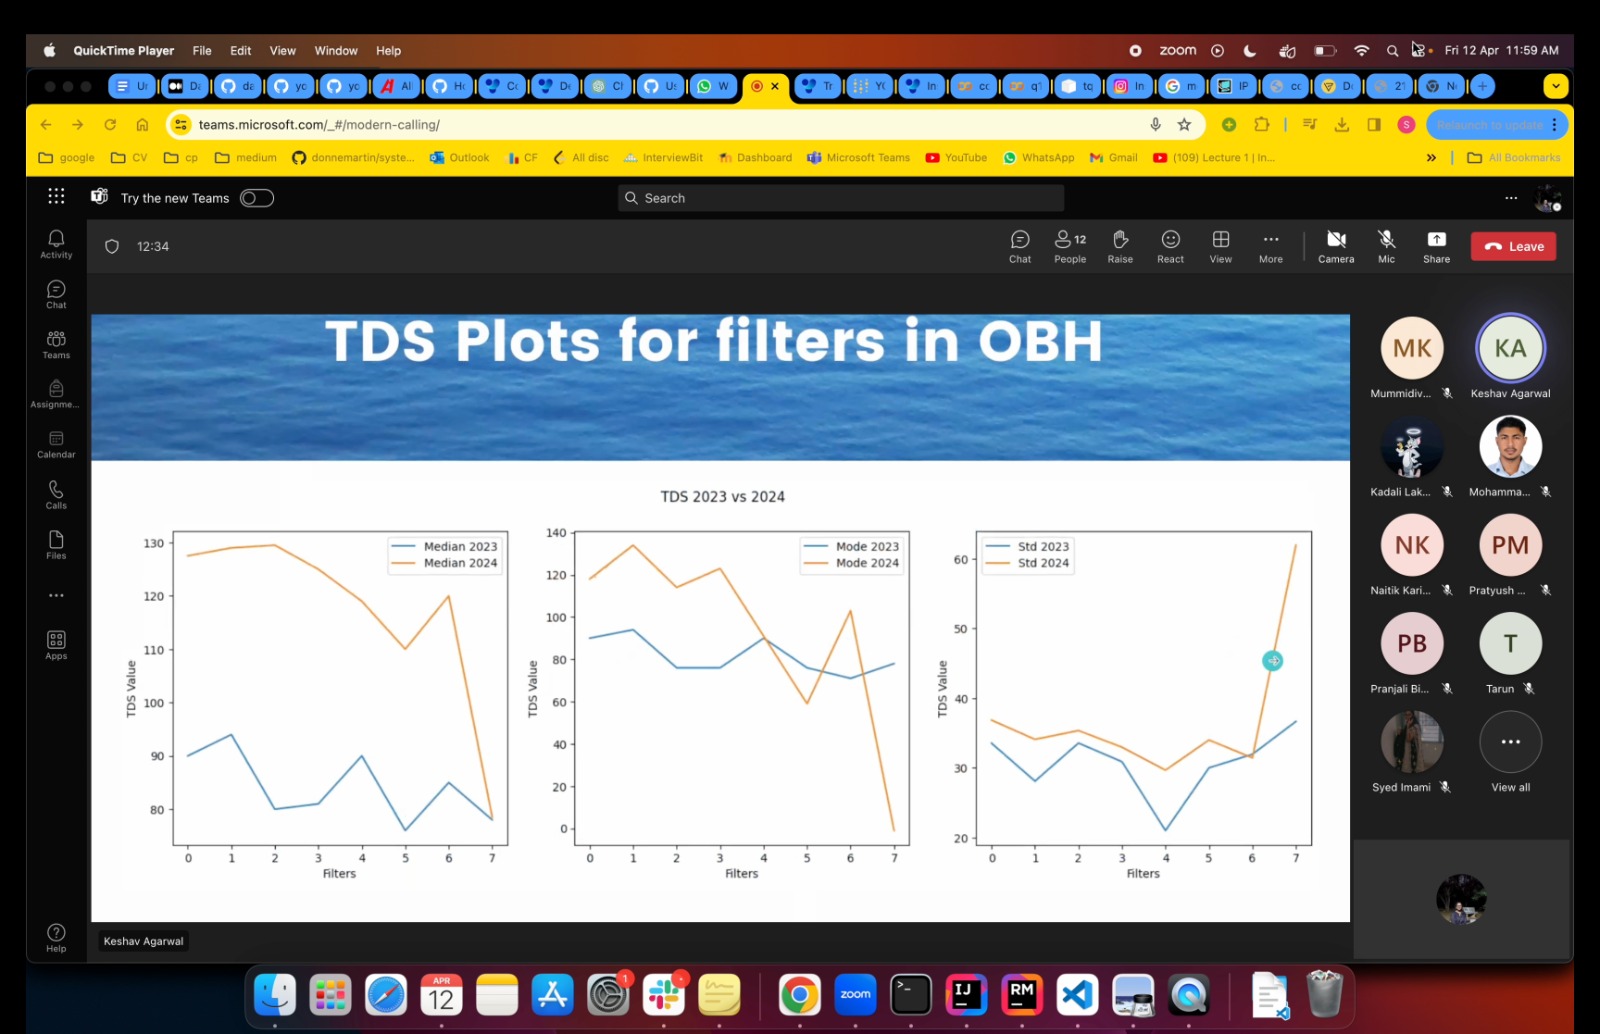 QuickTime Player File Edit View Window Help
zoom Fri 12 Apr 11:59 AM
teams.microsoft.com/_#/modern-calling/
S Relaunch to update
google CV cp medium donnemartin/syste... Outlook CF All disc InterviewBit Dashboard Microsoft Teams YouTube WhatsApp Gmail (109) Lecture 1 | In... » All Bookmarks
Try the new Teams
Search
12:34
Chat
12
People
Raise
React
View
More
Camera
Mic
Share
Leave
Activity
Chat
Teams
Assignme...
Calendar
Calls
Files
Apps
Help
TDS Plots for filters in OBH
TDS 2023 vs 2024
Median 2023
Median 2024
130
120
110
100
90
80
TDS Value
0 1 2 3 4 5 6 7
Filters
Mode 2023
Mode 2024
140
120
100
80
60
40
20
0
TDS Value
0 1 2 3 4 5 6 7
Filters
Std 2023
Std 2024
60
50
40
30
20
TDS Value
0 1 2 3 4 5 6 7
Filters
Keshav Agarwal
MK KA
Mummidiv... Keshav Agarwal
Kadali Lak... Mohamma...
NK PM
Naitik Kari... Pratyush ...
PB T
Pranjali Bi... Tarun
Syed Imami View all
APR
12
1
zoom
IJ
RM